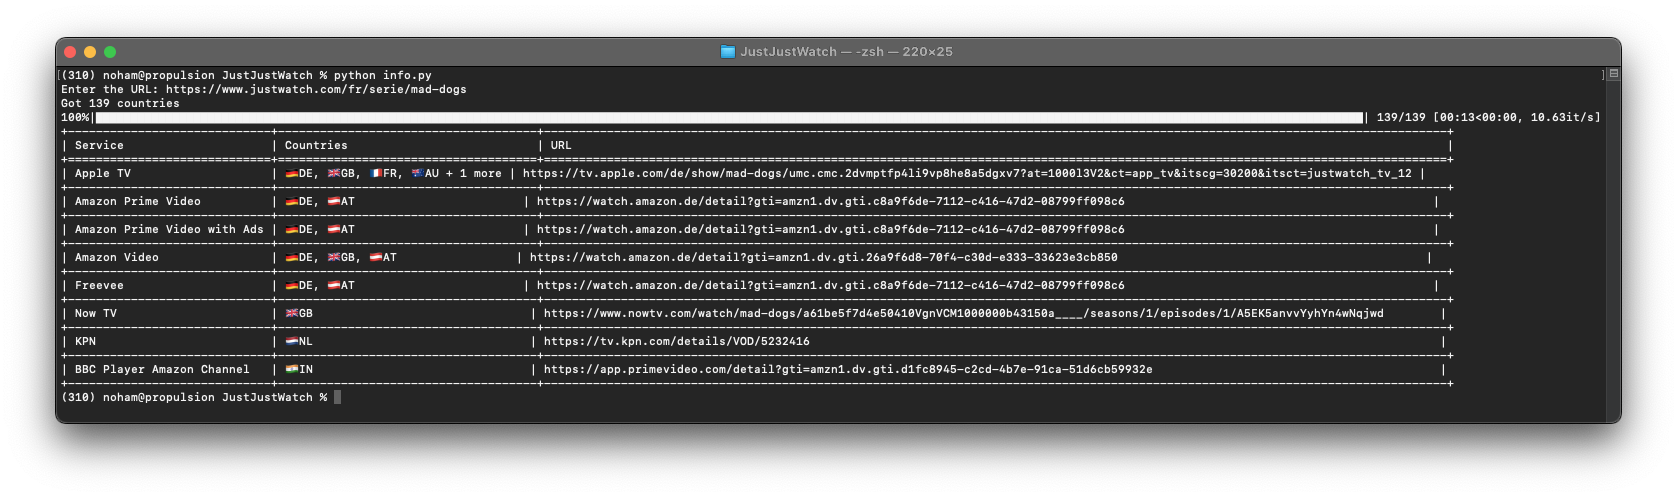 JustJustWatch — -zsh — 220×25
(310) noham@propulsion JustJustWatch % python info.py
Enter the URL: https://www.justwatch.com/fr/serie/mad-dogs
Got 139 countries
100%| | 139/139 [00:13<00:00, 10.63it/s]
| Service | Countries | URL |
| Apple TV | 🇩🇪DE, 🇬🇧GB, 🇫🇷FR, 🇦🇺AU + 1 more | https://tv.apple.com/de/show/mad-dogs/umc.cmc.2dvmptfp4li9vp8he8a5dgxv7?at=1000l3V2&ct=app_tv&itscg=30200&itsct=justwatch_tv_12 |
| Amazon Prime Video | 🇩🇪DE, 🇦🇹AT | https://watch.amazon.de/detail?gti=amzn1.dv.gti.c8a9f6de-7112-c416-47d2-08799ff098c6 |
| Amazon Prime Video with Ads | 🇩🇪DE, 🇦🇹AT | https://watch.amazon.de/detail?gti=amzn1.dv.gti.c8a9f6de-7112-c416-47d2-08799ff098c6 |
| Amazon Video | 🇩🇪DE, 🇬🇧GB, 🇦🇹AT | https://watch.amazon.de/detail?gti=amzn1.dv.gti.26a9f6d8-70f4-c30d-e333-33623e3cb850 |
| Freevee | 🇩🇪DE, 🇦🇹AT | https://watch.amazon.de/detail?gti=amzn1.dv.gti.c8a9f6de-7112-c416-47d2-08799ff098c6 |
| Now TV | 🇬🇧GB | https://www.nowtv.com/watch/mad-dogs/a61be5f7d4e50410VgnVCM1000000b43150a____/seasons/1/episodes/1/A5EK5anvvYyhYn4wNqjwd |
| KPN | 🇳🇱NL | https://tv.kpn.com/details/VOD/5232416 |
| BBC Player Amazon Channel | 🇮🇳IN | https://app.primevideo.com/detail?gti=amzn1.dv.gti.d1fc8945-c2cd-4b7e-91ca-51d6cb59932e |
(310) noham@propulsion JustJustWatch %